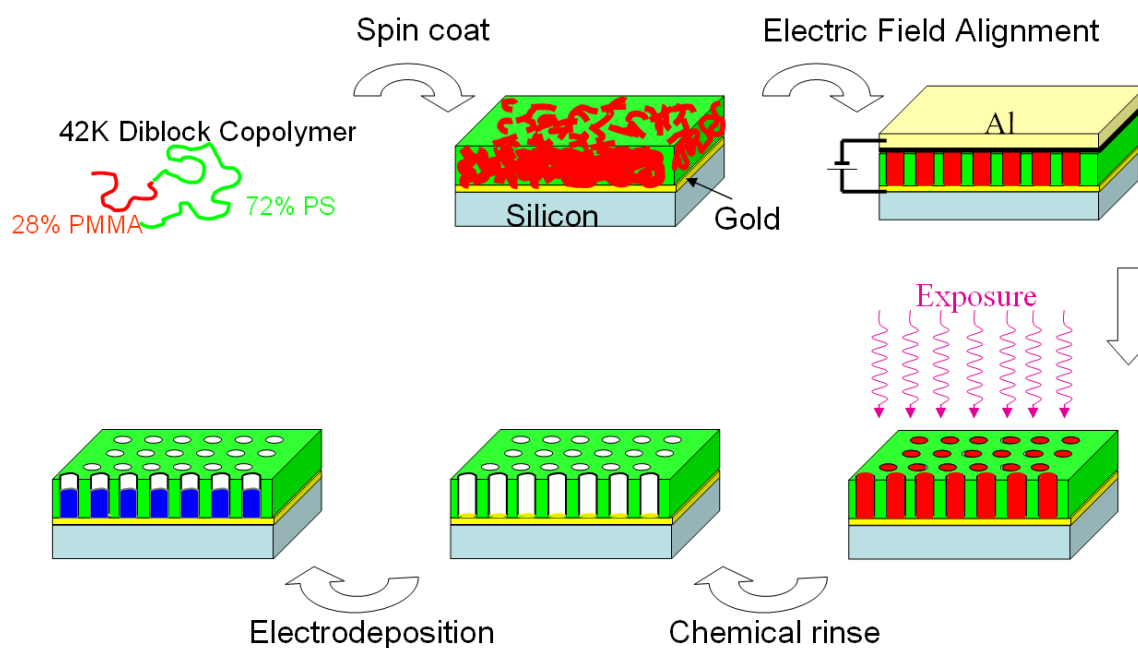 Spin coat
Electric Field Alignment
42K Diblock Copolymer
28% PMMA
72% PS
Silicon
Gold
Al
Exposure
Electrodeposition
Chemical rinse